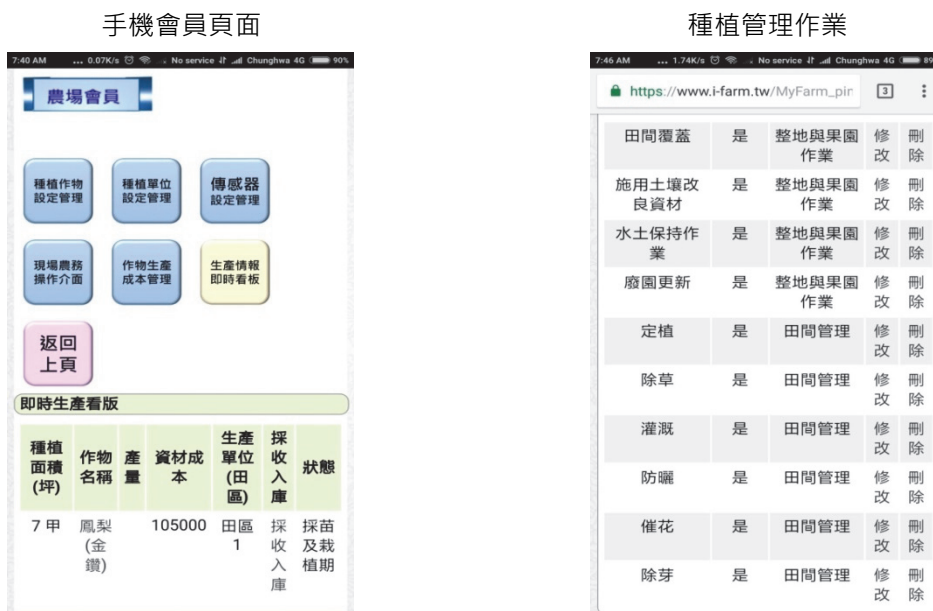 手機會員頁面
7:40 AM ... 0.07K/s No service Chunghwa 4G 90%
農場會員
種植作物
設定管理
種植單位
設定管理
傳感器
設定管理
現場農務
操作介面
作物生產
成本管理
生產情報
即時看板
返回
上頁
即時生產看版
種植
面積
(坪)
作物
名稱
產
量
資材成
本
生產
單位
(田
區)
採
收
入
庫
狀態
7 甲
鳳梨
(金
鑽)
105000
田區
1
採
收
入
庫
採苗
及栽
植期
種植管理作業
7:46 AM ... 1.74K/s No service Chunghwa 4G 89
https://www.i-farm.tw/MyFarm_pin 3
田間覆蓋 是 整地與果園
作業
修
改
刪
除
施用土壤改
良資材
是 整地與果園
作業
修
改
刪
除
水土保持作
業
是 整地與果園
作業
修
改
刪
除
廢園更新 是 整地與果園
作業
修
改
刪
除
定植 是 田間管理 修
改
刪
除
除草 是 田間管理 修
改
刪
除
灌溉 是 田間管理 修
改
刪
除
防曬 是 田間管理 修
改
刪
除
催花 是 田間管理 修
改
刪
除
除芽 是 田間管理 修
改
刪
除